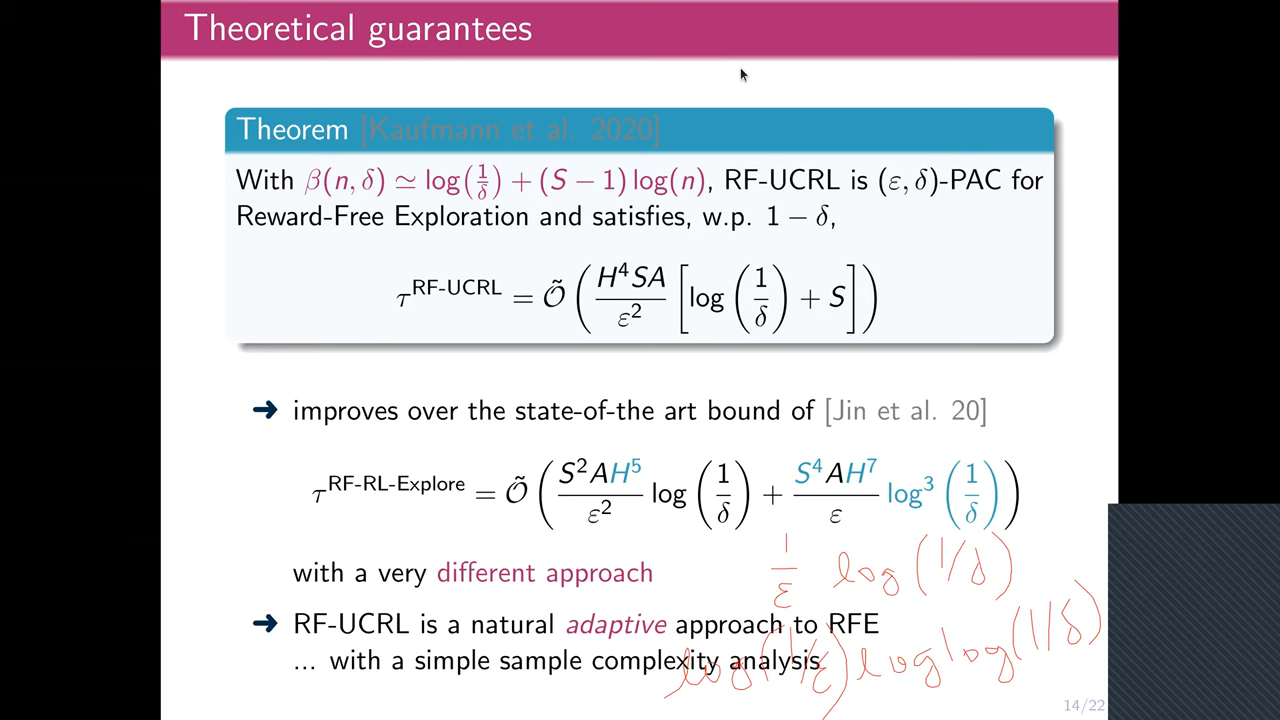 Theoretical guarantees
Theorem [Kaufmann et al. 2020]
With β(n, δ) ≃ log(1/δ) + (S − 1) log(n), RF-UCRL is (ε, δ)-PAC for
Reward-Free Exploration and satisfies, w.p. 1 − δ,
τ^RF-UCRL = Õ( H⁴SA/ε² [ log(1/δ) + S ] )
➜ improves over the state-of-the art bound of [Jin et al. 20]
τ^RF-RL-Explore = Õ( S²AH⁵/ε² log(1/δ) + S⁴AH⁷/ε log³(1/δ) )
with a very different approach
1/ε log(1/δ)
➜ RF-UCRL is a natural adaptive approach to RFE
... with a simple sample complexity analysis
log(1/ε) log log(1/δ)
14/22